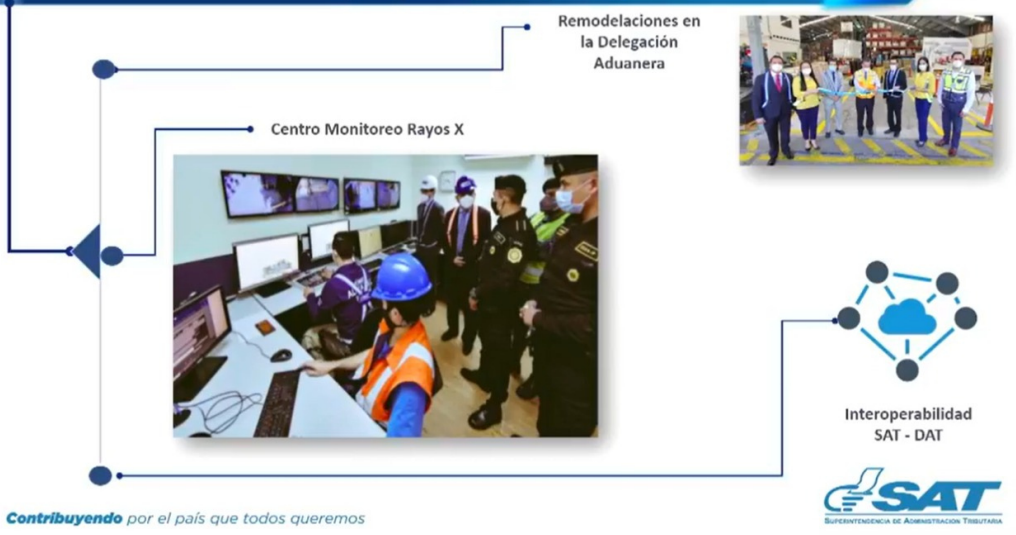 Remodelaciones en
la Delegación
Aduanera
Centro Monitoreo Rayos X
Interoperabilidad
SAT - DAT
SAT
SUPERINTENDENCIA DE ADMINISTRACIÓN TRIBUTARIA
Contribuyendo por el país que todos queremos